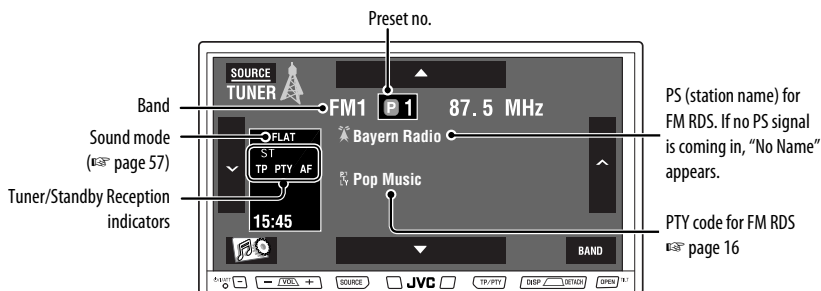 Preset no.
SOURCE
TUNER
Band
FM1 P 1 87.5 MHz
PS (station name) for
FM RDS. If no PS signal
is coming in, “No Name”
appears.
Sound mode
(☞ page 57)
FLAT
Bayern Radio
ST
TP PTY AF
PTY Pop Music
Tuner/Standby Reception
indicators
15:45
PTY code for FM RDS
☞ page 16
BAND
VOL
SOURCE
JVC
TP/PTY
DISP
DETACH
OPEN
TILT